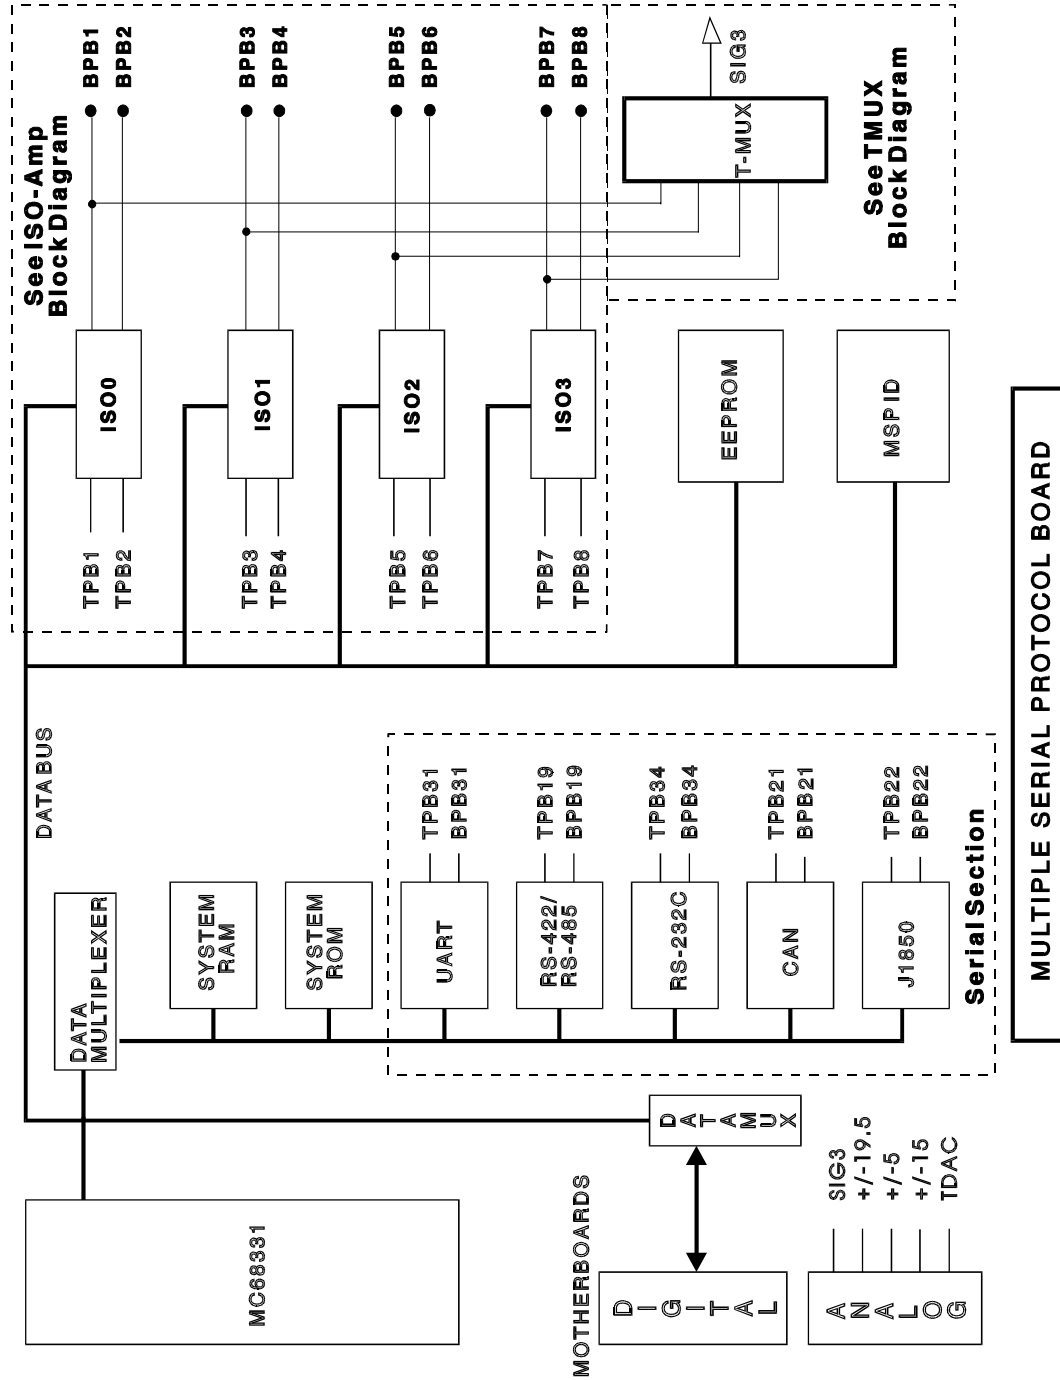 MC68331
DATA
MULTIPLEXER
DATABUS
See ISO-Amp
Block Diagram
TPB1
TPB2
ISO0
BPB1
BPB2
TPB3
TPB4
ISO1
BPB3
BPB4
TPB5
TPB6
ISO2
BPB5
BPB6
TPB7
TPB8
ISO3
BPB7
BPB8
T-MUX
SIG3
See TMUX
Block Diagram
EEPROM
MSP ID
SYSTEM
RAM
SYSTEM
ROM
UART
TPB31
BPB31
RS-422/
RS-485
TPB19
BPB19
RS-232C
TPB34
BPB34
CAN
TPB21
BPB21
J1850
TPB22
BPB22
Serial Section
MOTHERBOARDS
DIGITAL
DATAMUX
ANALOG
SIG3
+/-19.5
+/-5
+/-15
TDAC
MULTIPLE SERIAL PROTOCOL BOARD